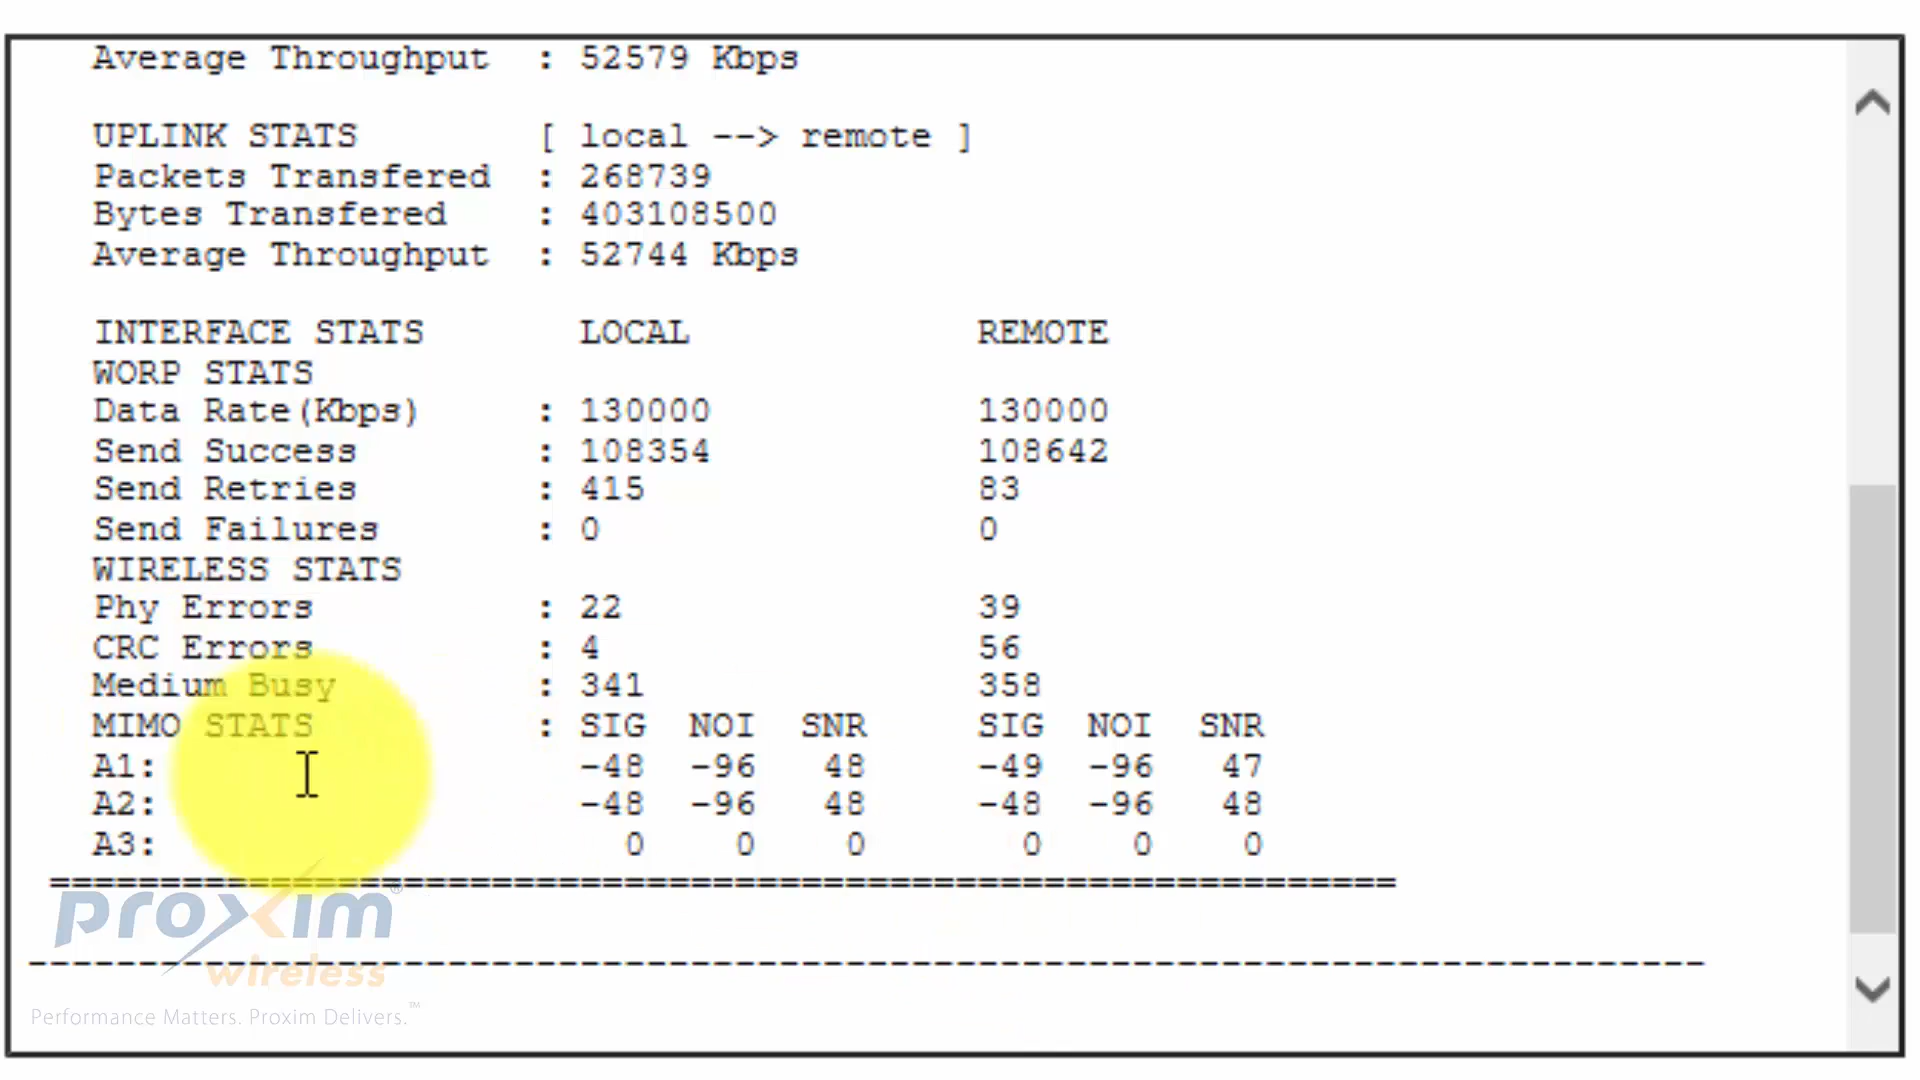 Average Throughput : 52579 Kbps
UPLINK STATS [ local --> remote ]
Packets Transfered : 268739
Bytes Transfered : 403108500
Average Throughput : 52744 Kbps
INTERFACE STATS LOCAL REMOTE
WORP STATS
Data Rate(Kbps) : 130000 130000
Send Success : 108354 108642
Send Retries : 415 83
Send Failures : 0 0
WIRELESS STATS
Phy Errors : 22 39
CRC Errors : 4 56
Medium Busy : 341 358
MIMO STATS : SIG NOI SNR SIG NOI SNR
A1: -48 -96 48 -49 -96 47
A2: -48 -96 48 -48 -96 48
A3: 0 0 0 0 0 0
=============================================================
proxim®
wireless
----------------------------------------------------------------------------
Performance Matters. Proxim Delivers.™